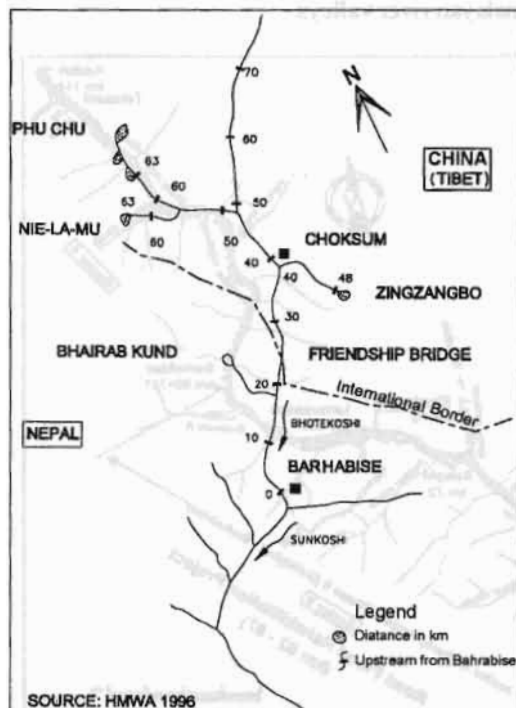 70
N
PHU CHU
60
63
CHINA
(TIBET)
60
63
50
NIE-LA-MU
50
CHOKSUM
60
40
40
48
ZINGZANGBO
30
BHAIRAB KUND
FRIENDSHIP BRIDGE
20
International Border
NEPAL
BHOTEKOSHI
10
BARHABISE
0
SUNKOSHI
Legend
Diatance in km
Upstream from Bahrabise
SOURCE: HMWA 1996